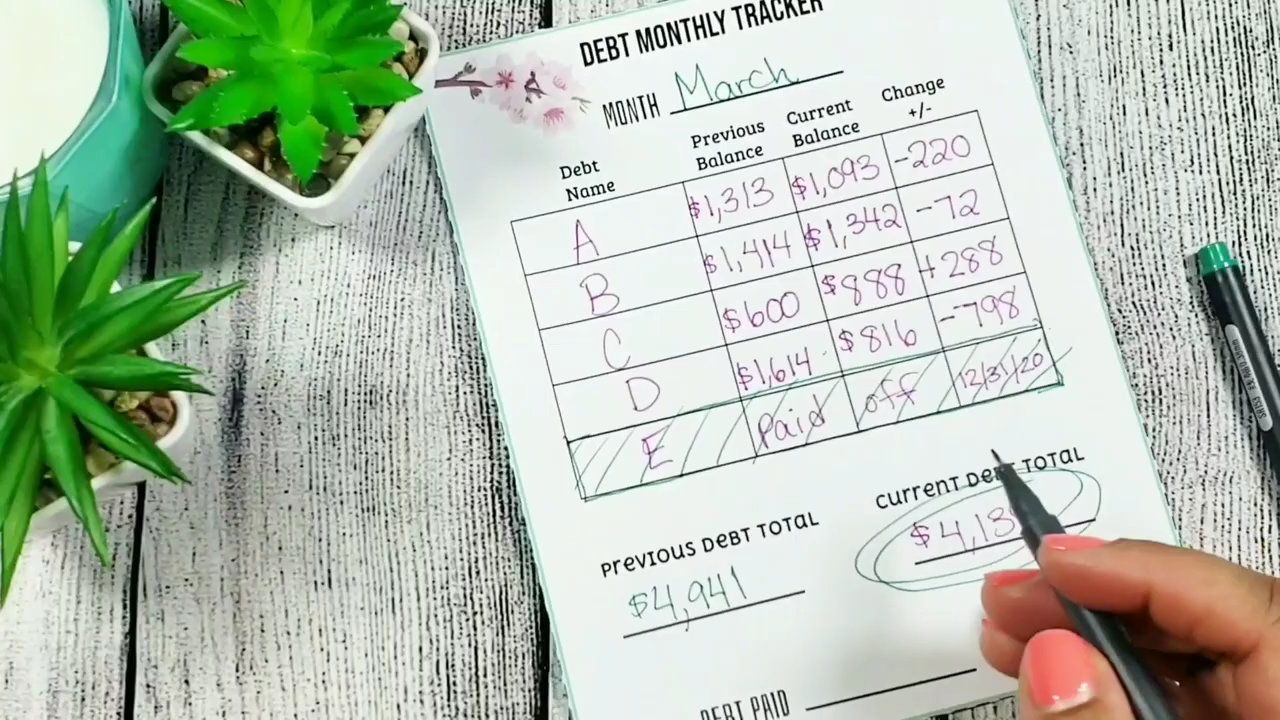 DEBT MONTHLY TRACKER
MONTH March
Debt Name Previous Balance Current Balance Change +/-
A $1,313 $1,093 -220
B $1,414 $1,342 -72
C $600 $888 +288
D $1,614 $816 -798
E Paid off 12/31/20
Previous Debt Total Current Debt Total
$4,941 $4,13
DEBT PAID